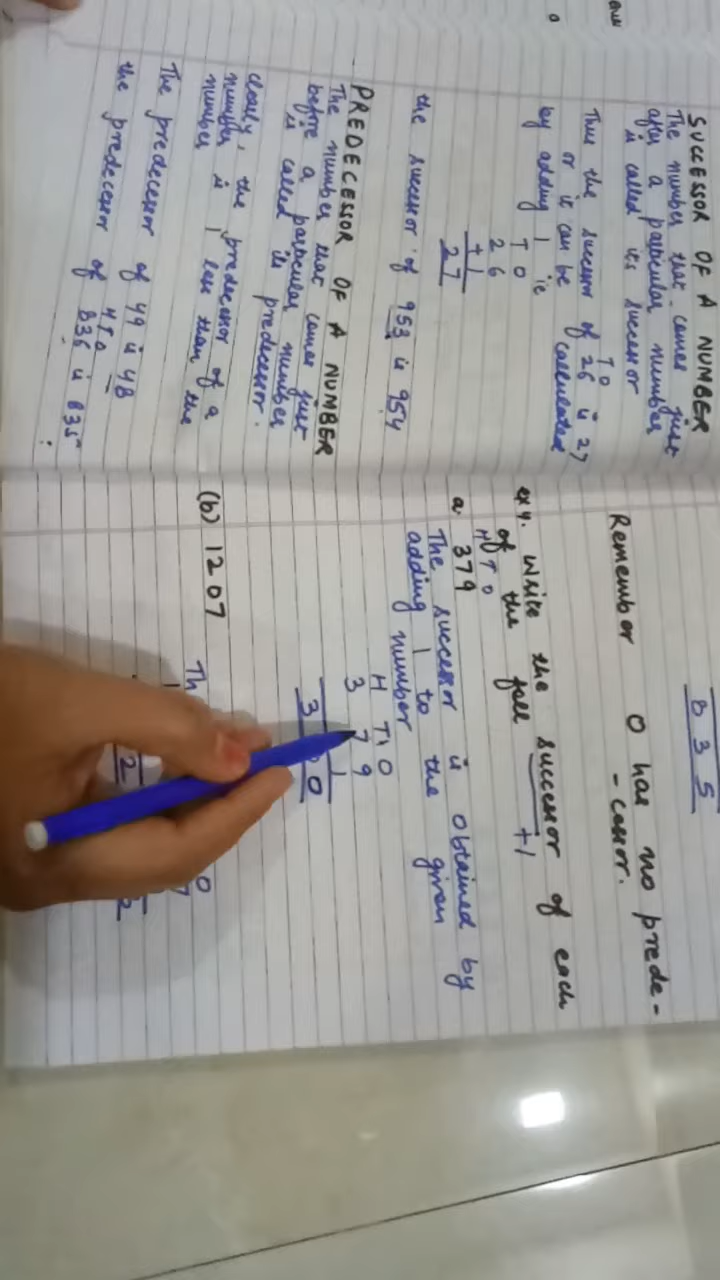 SUCCESSOR OF A NUMBER
The number that comes just
after a particular number
is called its successor
T O
Thus the successor of 26 is 27
or it can be calculated
by adding 1 ie
T O
2 6
+ 1
2 7
the successor of 953 is 954
PREDECESSOR OF A NUMBER
The number that comes just
before a particular number
is called its predecessor.
Clearly, the predecessor of a
number is 1 less than the
number
The predecessor of 49 is 48
H T O
the predecessor of 836 is 835
8 3 5
Remember 0 has no prede-
-cessor.
ex 4. Write the successor of each
of the foll +1
H T O
a. 379
The successor is obtained by
adding 1 to the given
number
H T O
3 7 9
1
3 0
(b) 1207
Th O
7
2